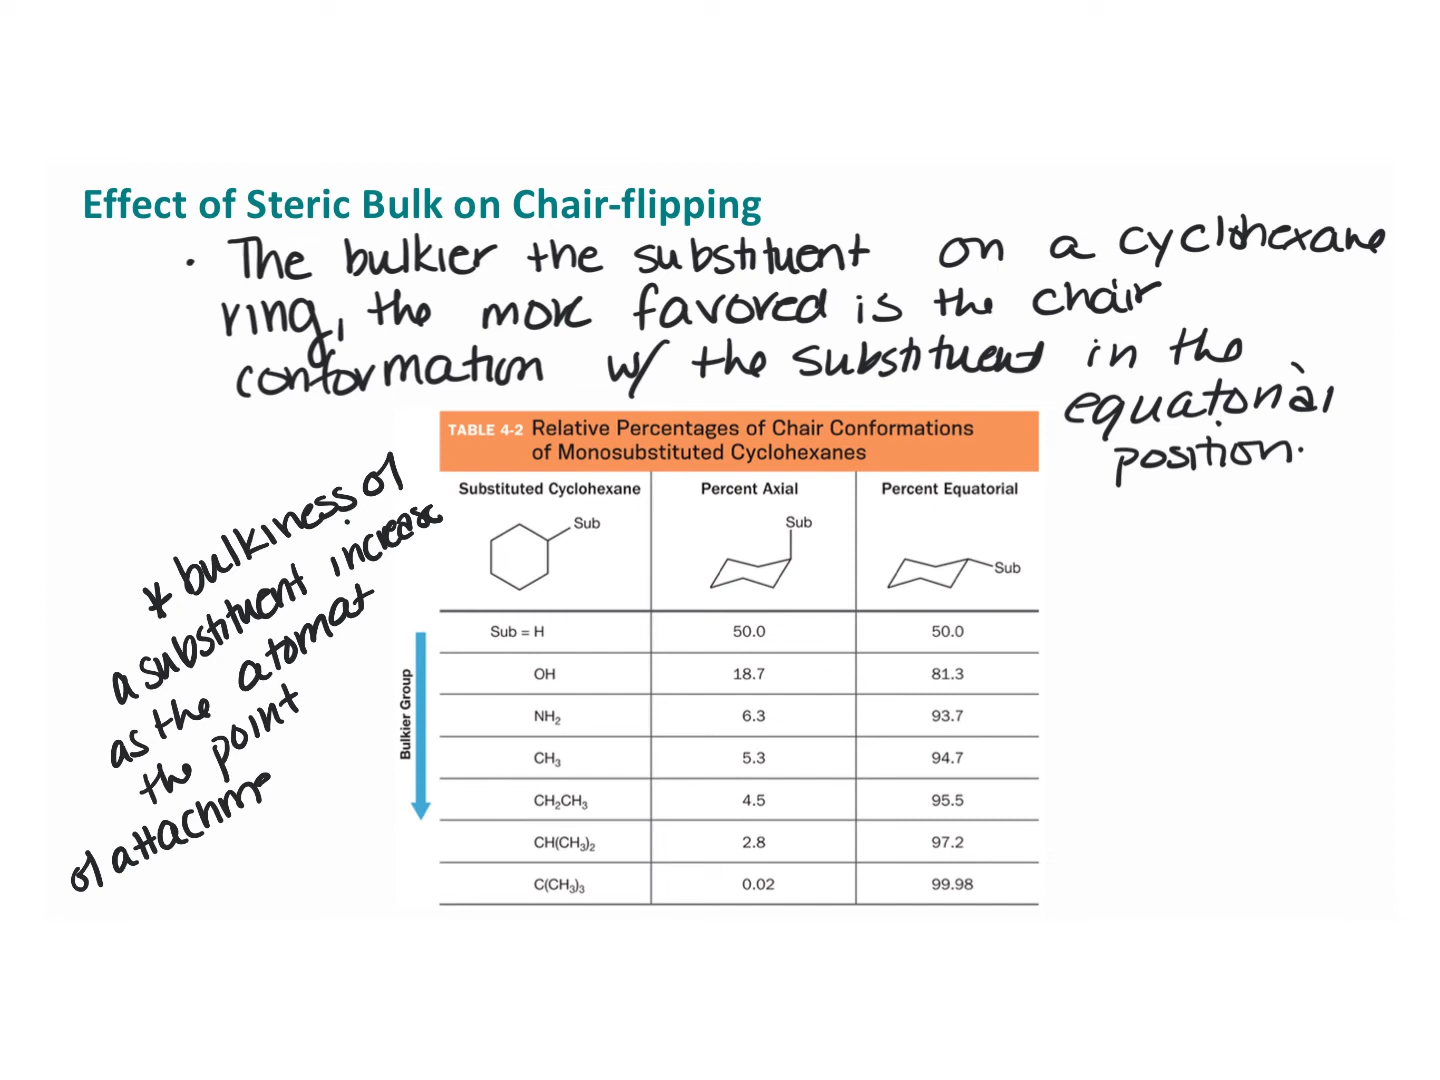 Effect of Steric Bulk on Chair-flipping
· The bulkier the substituent on a cyclohexane
ring, the more favored is the chair
conformation w/ the substituent in the
equatorial
position.
* bulkiness of
a substituent increase
as the atom at
the point
of attachme
TABLE 4-2 Relative Percentages of Chair Conformations
of Monosubstituted Cyclohexanes
Substituted Cyclohexane Percent Axial Percent Equatorial
Sub Sub Sub
Bulkier Group
Sub = H 50.0 50.0
OH 18.7 81.3
NH₂ 6.3 93.7
CH₃ 5.3 94.7
CH₂CH₃ 4.5 95.5
CH(CH₃)₂ 2.8 97.2
C(CH₃)₃ 0.02 99.98